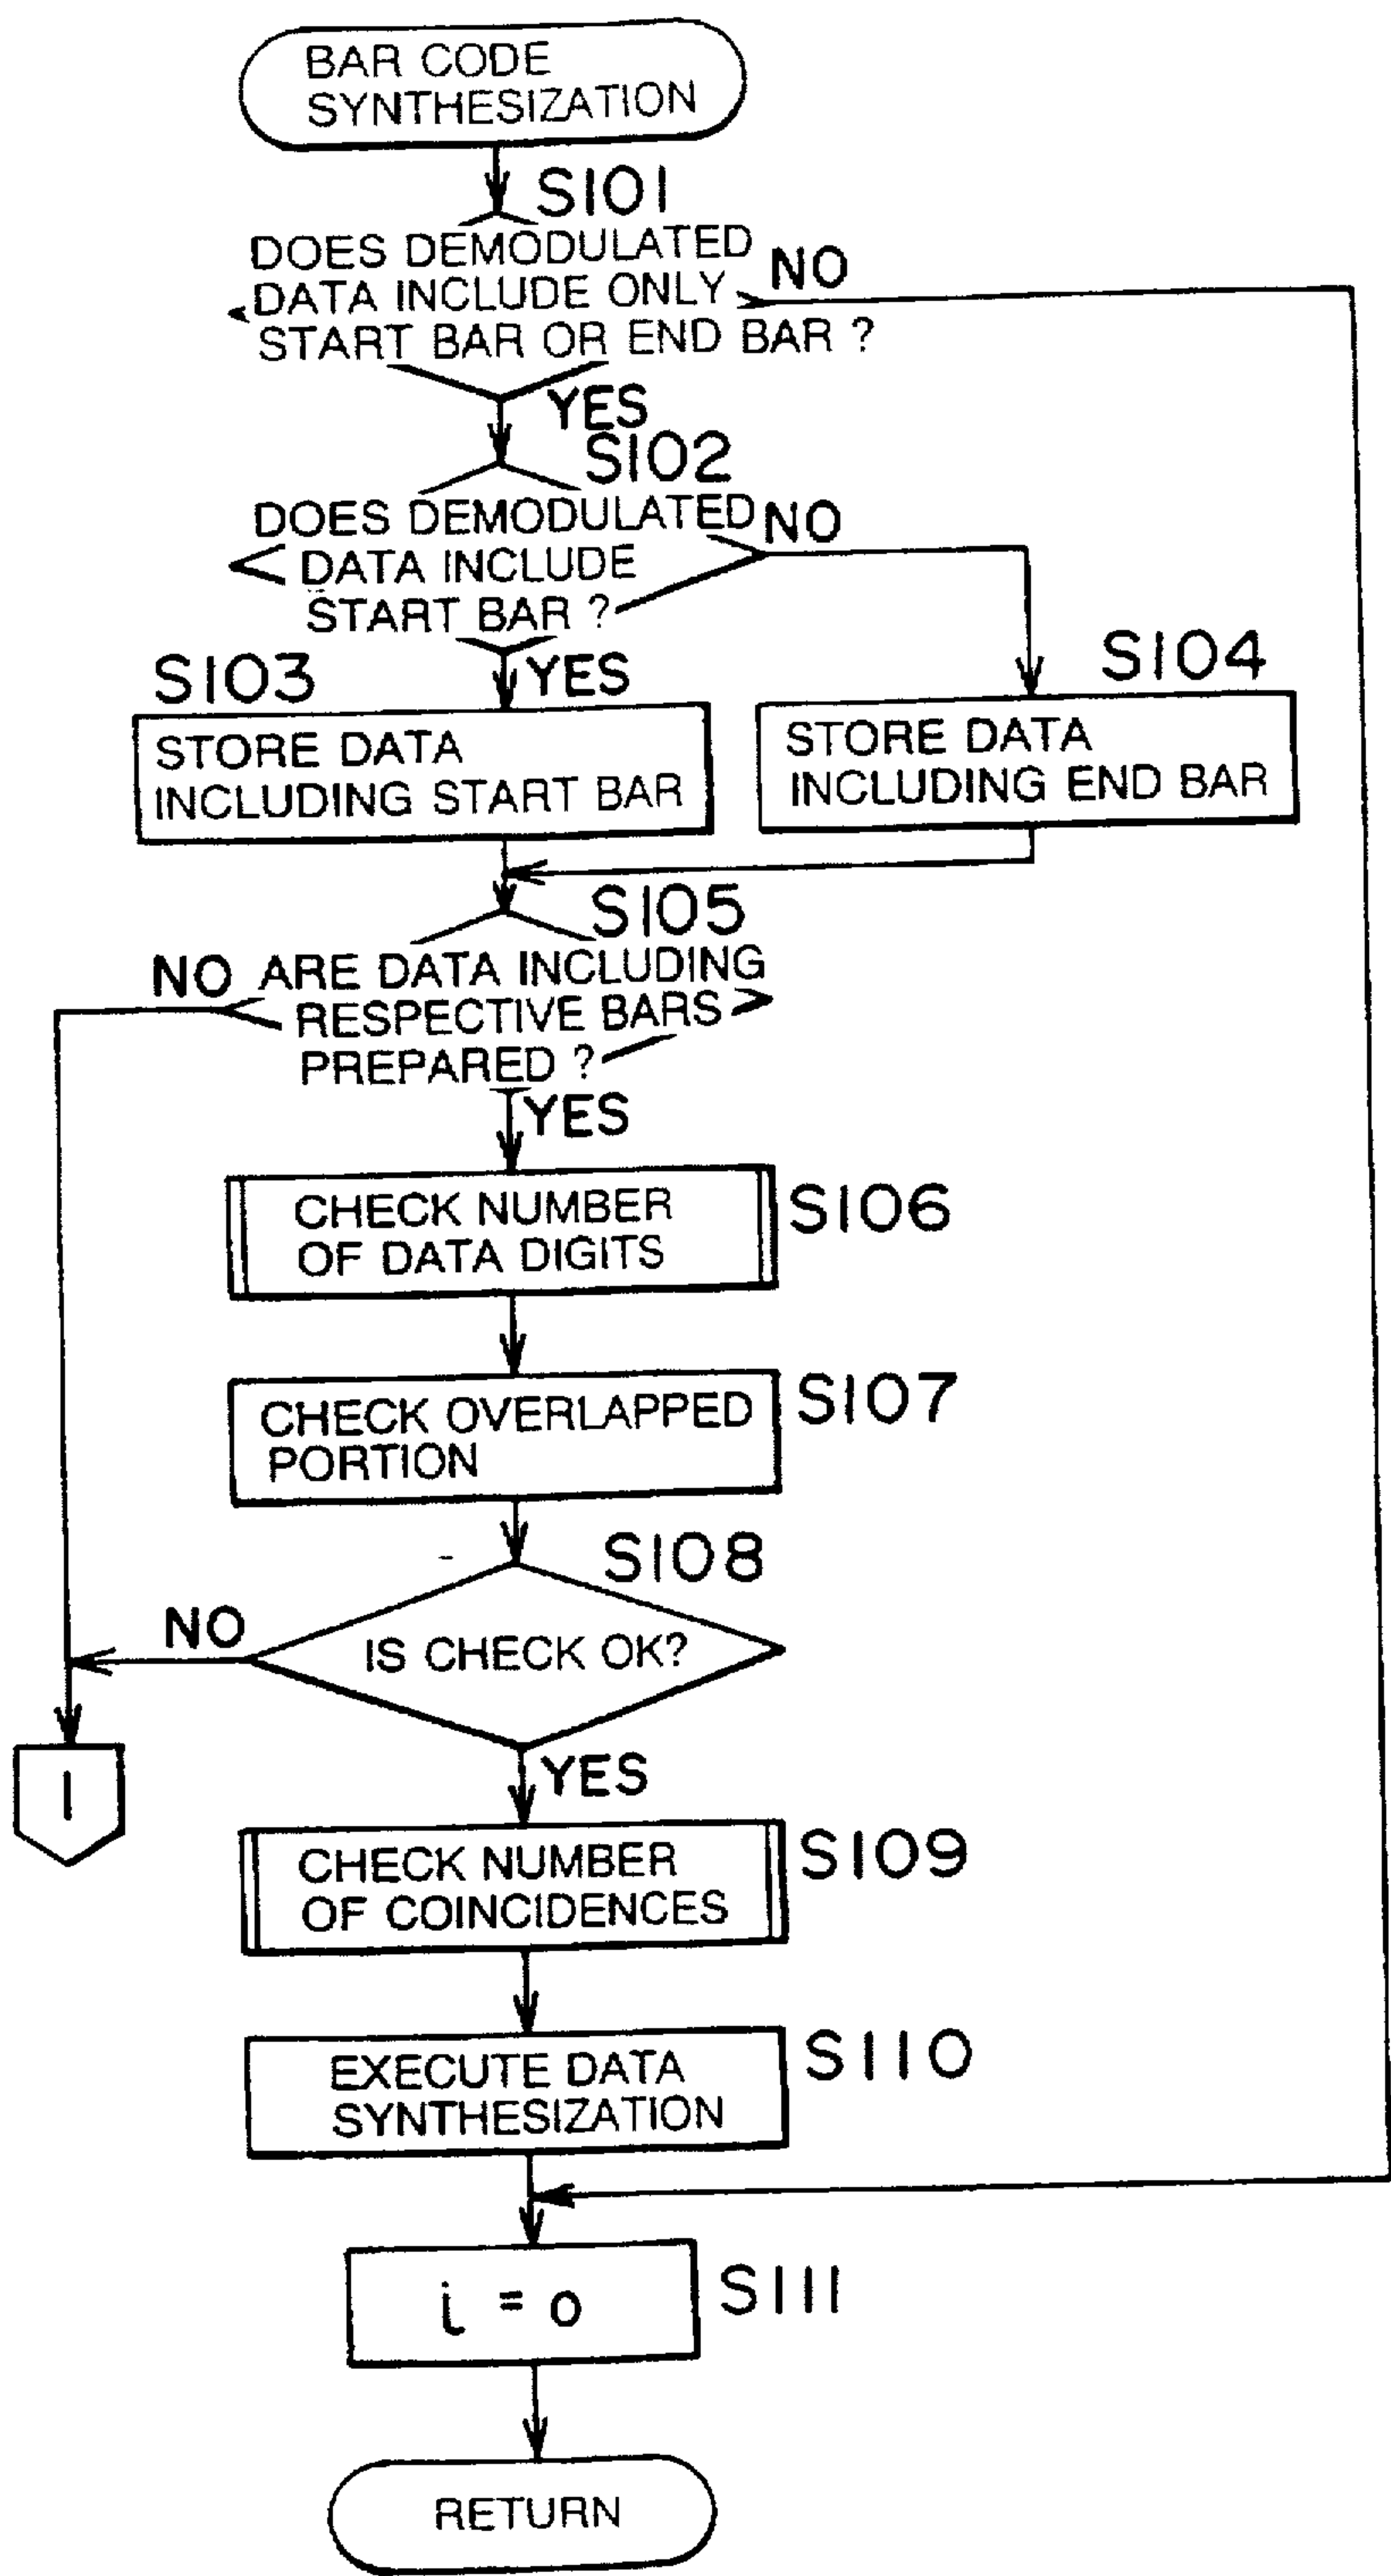 BAR CODE
SYNTHESIZATION
S101
DOES DEMODULATED
DATA INCLUDE ONLY
START BAR OR END BAR ?
NO
YES
S102
DOES DEMODULATED
DATA INCLUDE
START BAR ?
NO
YES
S103
STORE DATA
INCLUDING START BAR
S104
STORE DATA
INCLUDING END BAR
S105
NO
ARE DATA INCLUDING
RESPECTIVE BARS
PREPARED ?
YES
CHECK NUMBER
OF DATA DIGITS
S106
CHECK OVERLAPPED
PORTION
S107
S108
NO
IS CHECK OK?
1
YES
CHECK NUMBER
OF COINCIDENCES
S109
EXECUTE DATA
SYNTHESIZATION
S110
i = 0
S111
RETURN